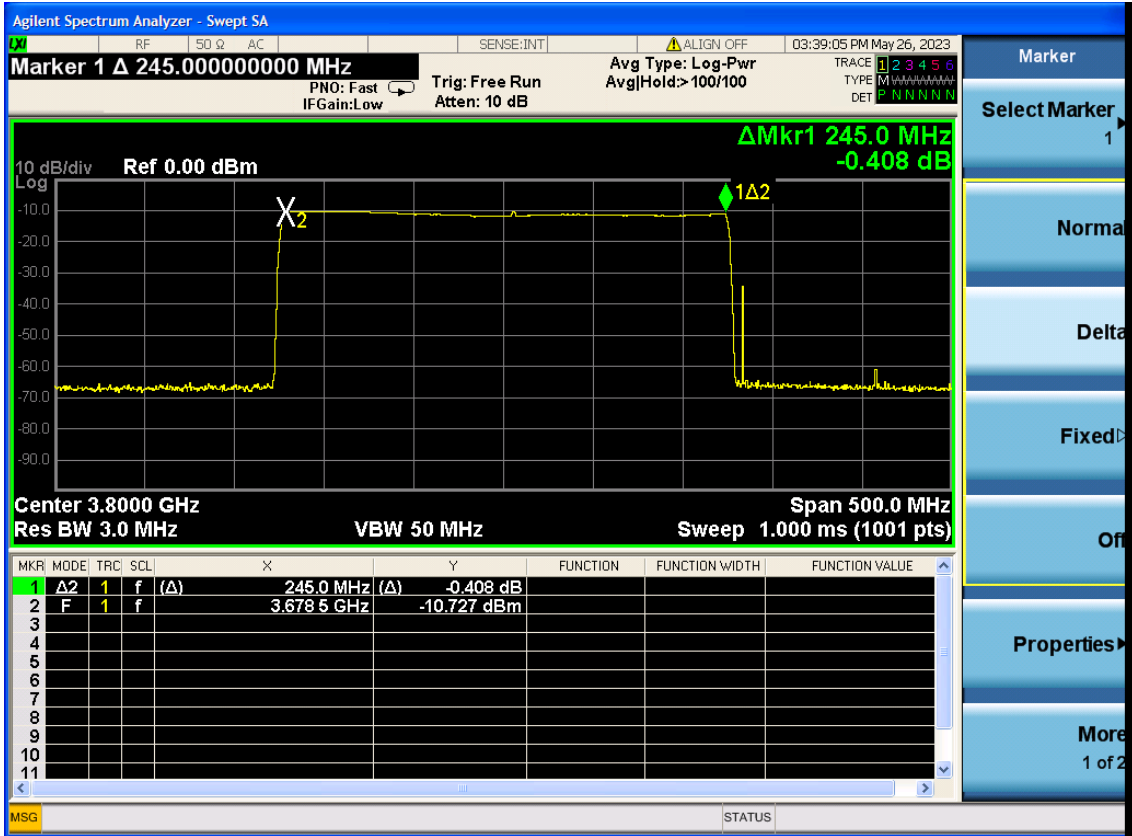 Agilent Spectrum Analyzer - Swept SA
LXI RF 50 Ω AC SENSE:INT ALIGN OFF 03:39:05 PM May 26, 2023
Marker 1 Δ 245.000000000 MHz
PNO: Fast
IFGain:Low
Trig: Free Run
Atten: 10 dB
Avg Type: Log-Pwr
Avg|Hold:>100/100
TRACE 1 2 3 4 5 6
TYPE M
DET P N N N N N
ΔMkr1 245.0 MHz
-0.408 dB
10 dB/div Ref 0.00 dBm
Log
-10.0
-20.0
-30.0
-40.0
-50.0
-60.0
-70.0
-80.0
-90.0
X2
1Δ2
Center 3.8000 GHz Span 500.0 MHz
Res BW 3.0 MHz VBW 50 MHz Sweep 1.000 ms (1001 pts)
MKR MODE TRC SCL X Y FUNCTION FUNCTION WIDTH FUNCTION VALUE
1 Δ2 1 f (Δ) 245.0 MHz (Δ) -0.408 dB
2 F 1 f 3.678 5 GHz -10.727 dBm
3
4
5
6
7
8
9
10
11
MSG STATUS
Marker
Select Marker
1
Normal
Delta
Fixed
Off
Properties
More
1 of 2